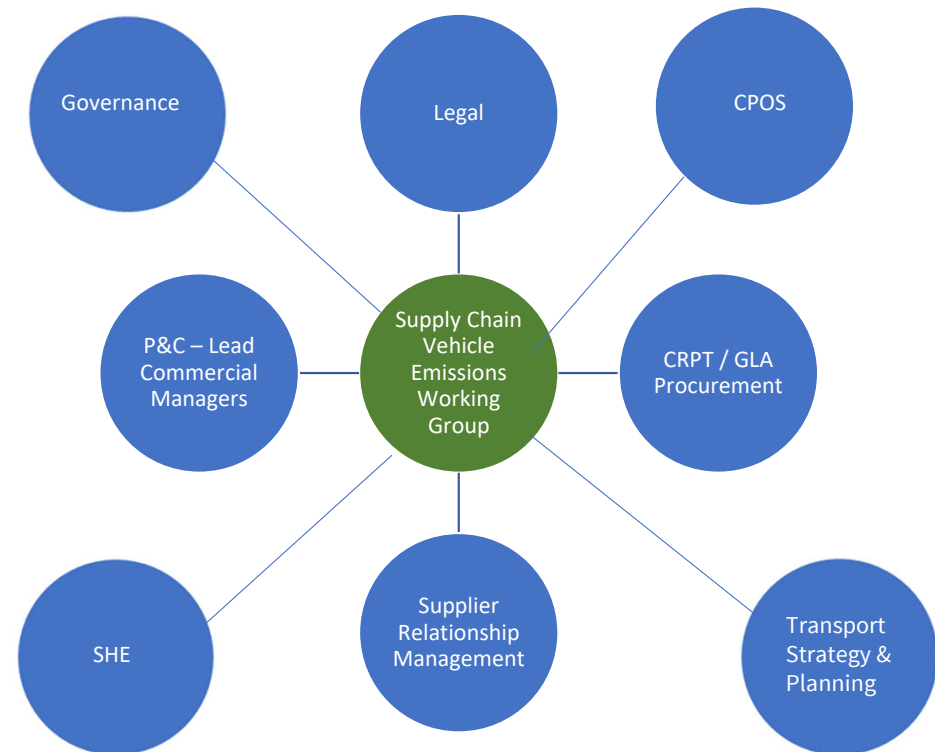 Governance
Legal
CPOS
P&C – Lead
Commercial
Managers
Supply Chain
Vehicle
Emissions
Working
Group
CRPT / GLA
Procurement
SHE
Supplier
Relationship
Management
Transport
Strategy &
Planning